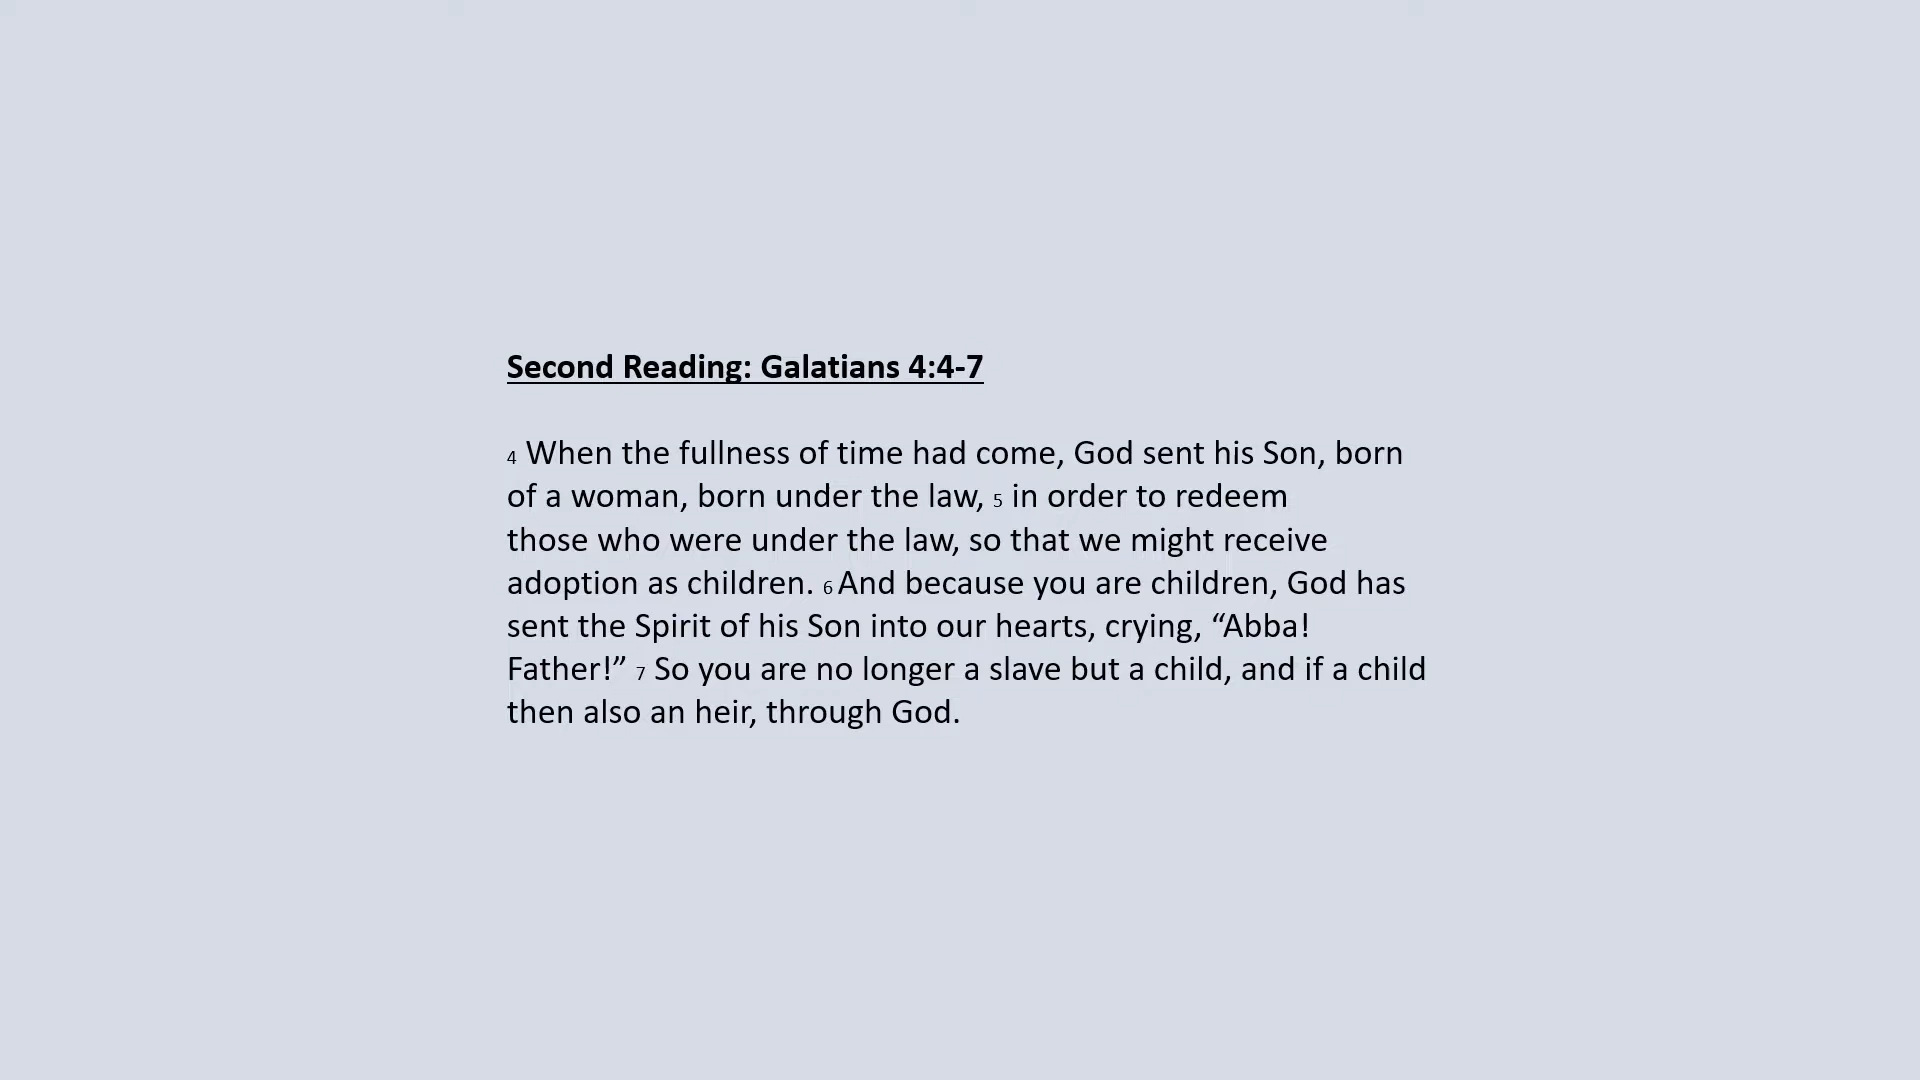 Second Reading: Galatians 4:4-7
4 When the fullness of time had come, God sent his Son, born
of a woman, born under the law, 5 in order to redeem
those who were under the law, so that we might receive
adoption as children. 6 And because you are children, God has
sent the Spirit of his Son into our hearts, crying, “Abba!
Father!” 7 So you are no longer a slave but a child, and if a child
then also an heir, through God.